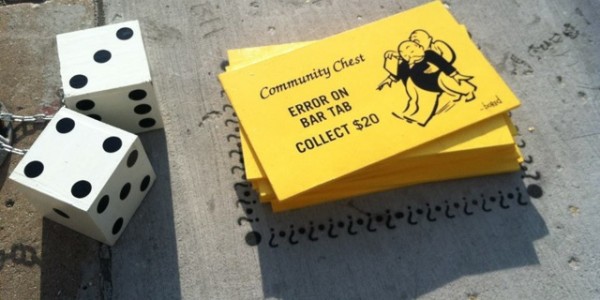 Community Chest
ERROR ON
BAR TAB
COLLECT $20